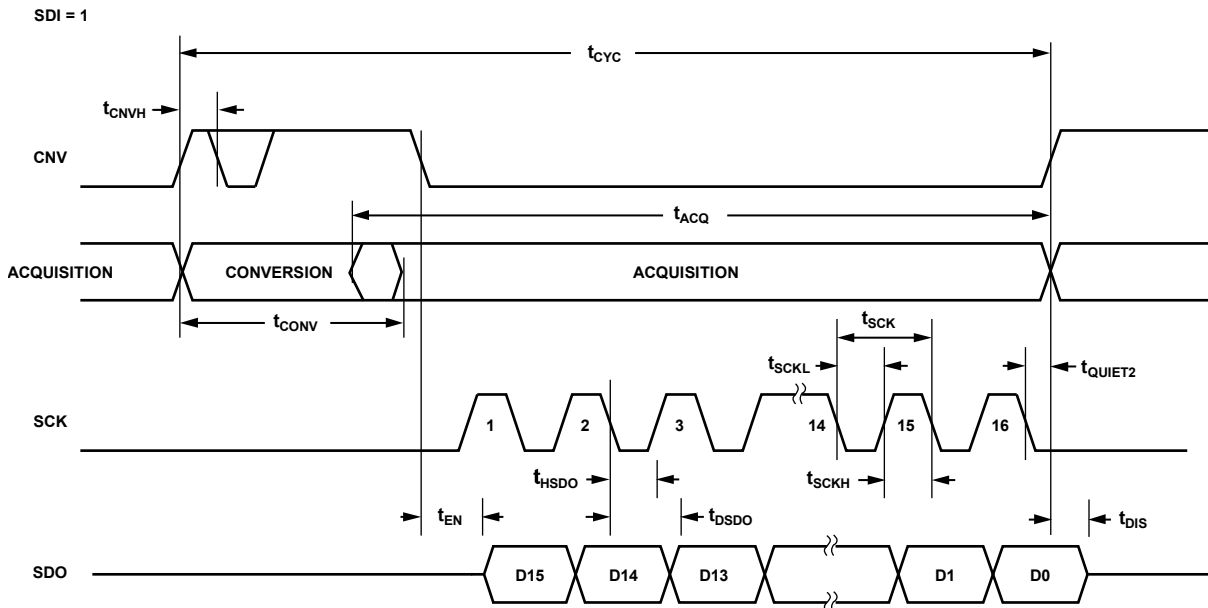 SDI = 1
tCYC
tCNVH
CNV
tACQ
ACQUISITION CONVERSION ACQUISITION
tCONV
tSCK
tSCKL
tQUIET2
SCK 1 2 3 14 15 16
tHSDO
tSCKH
tEN
tDSDO
tDIS
SDO D15 D14 D13 D1 D0